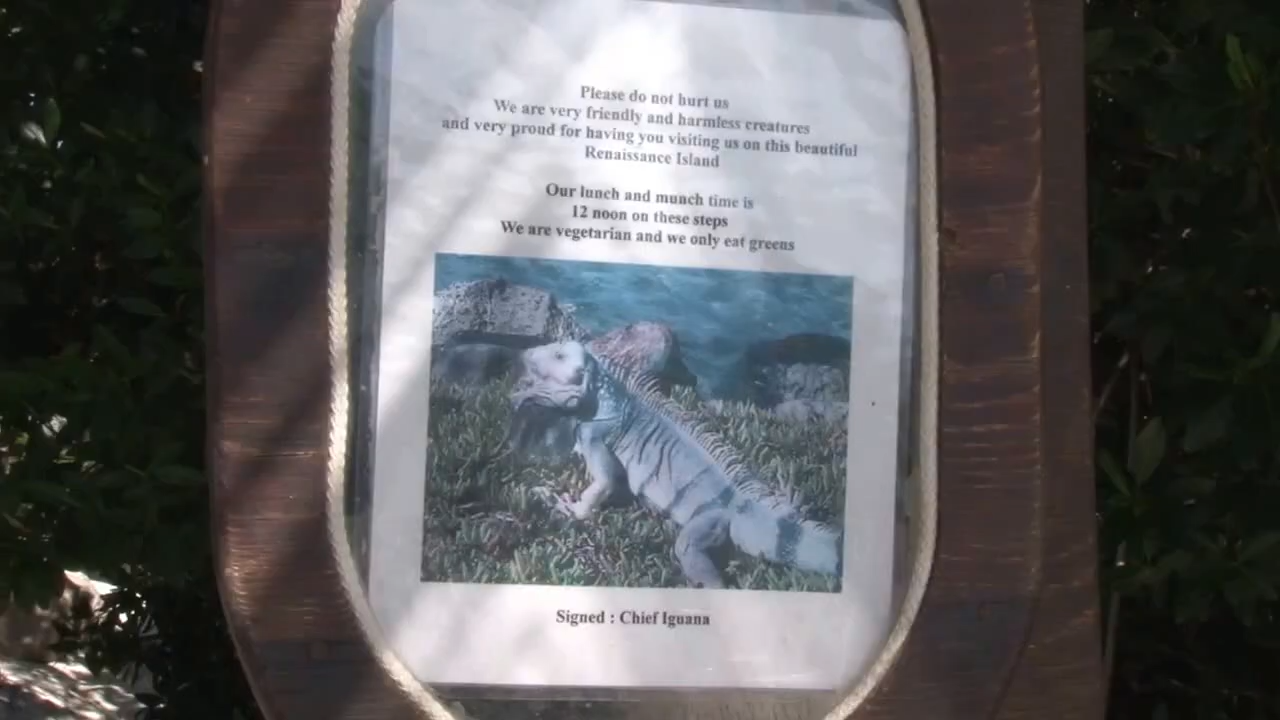 Please do not hurt us
We are very friendly and harmless creatures
and very proud for having you visiting us on this beautiful
Renaissance Island
Our lunch and munch time is
12 noon on these steps
We are vegetarian and we only eat greens
Signed : Chief Iguana